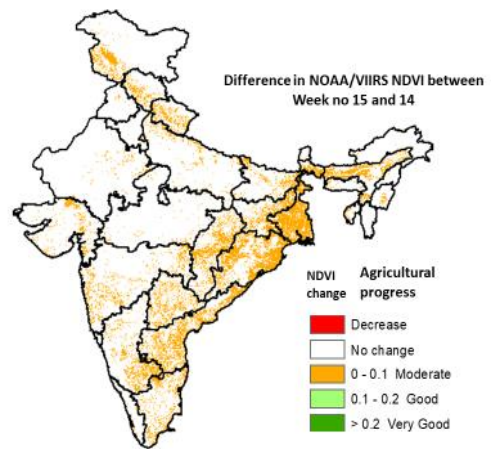 Difference in NOAA/VIIRS NDVI between
Week no 15 and 14
NDVI change
Agricultural progress
Decrease
No change
0 - 0.1 Moderate
0.1 - 0.2 Good
> 0.2 Very Good